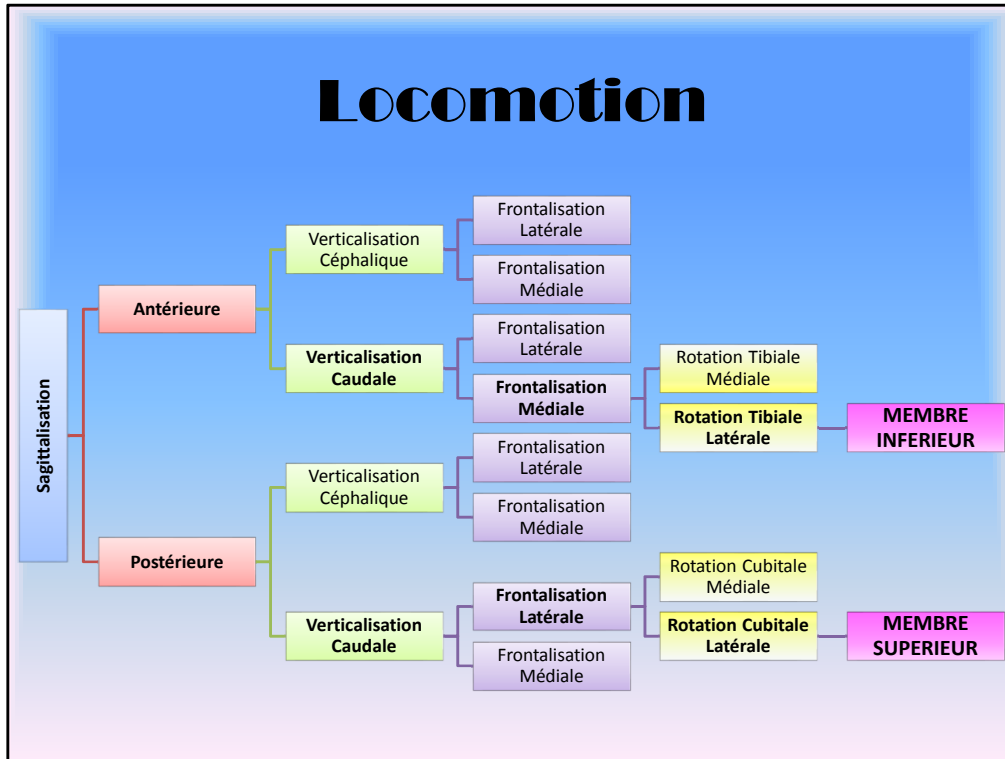 Locomotion
Sagittalisation
Antérieure
Verticalisation
Céphalique
Frontalisation
Latérale
Frontalisation
Médiale
Verticalisation
Caudale
Frontalisation
Latérale
Frontalisation
Médiale
Rotation Tibiale
Médiale
Rotation Tibiale
Latérale
MEMBRE
INFERIEUR
Postérieure
Verticalisation
Céphalique
Frontalisation
Latérale
Frontalisation
Médiale
Verticalisation
Caudale
Frontalisation
Latérale
Rotation Cubitale
Médiale
Rotation Cubitale
Latérale
MEMBRE
SUPERIEUR
Frontalisation
Médiale